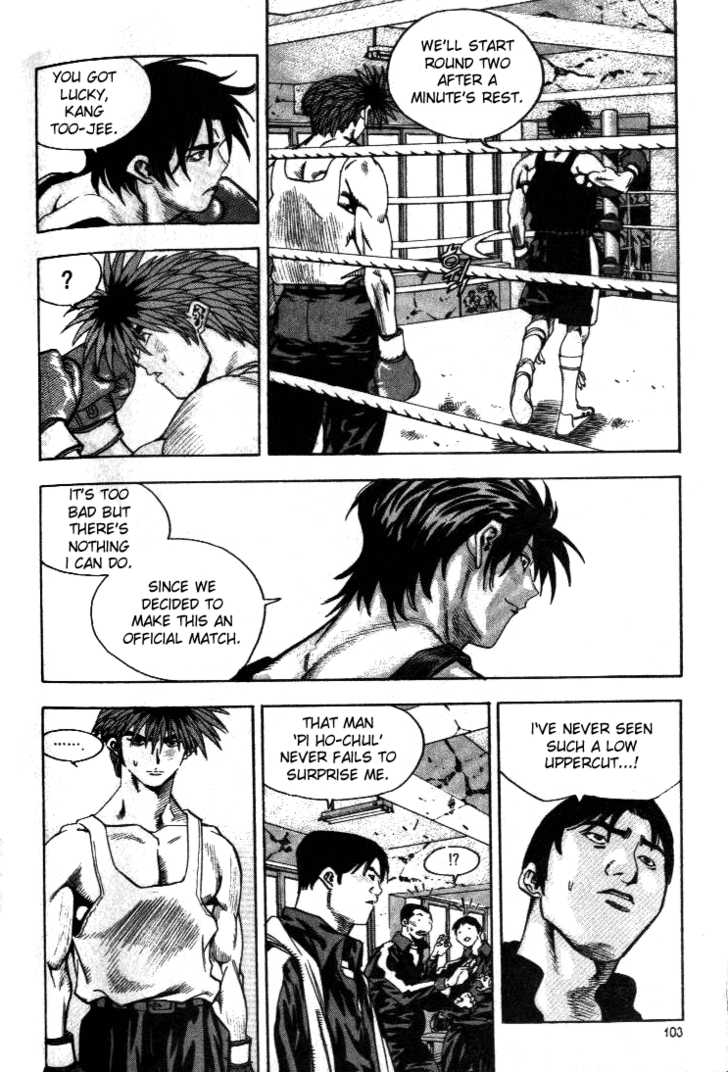 YOU GOT
LUCKY,
KANG
TOO-JEE.
?
WE'LL START
ROUND TWO
AFTER A
MINUTE'S REST.
IT'S TOO
BAD BUT
THERE'S
NOTHING
I CAN DO.
SINCE WE
DECIDED TO
MAKE THIS AN
OFFICIAL MATCH.
......
THAT MAN
'PI HO-CHUL'
NEVER FAILS TO
SURPRISE ME.
!?
I'VE NEVER SEEN
SUCH A LOW
UPPERCUT...!
103